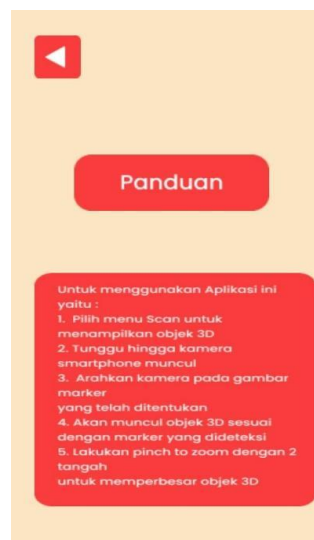 Panduan
Untuk menggunakan Aplikasi ini
yaitu :
1. Pilih menu Scan untuk
menampilkan objek 3D
2. Tunggu hingga kamera
smartphone muncul
3. Arahkan kamera pada gambar
marker
yang telah ditentukan
4. Akan muncul objek 3D sesuai
dengan marker yang dideteksi
5. Lakukan pinch to zoom dengan 2
tangah
untuk memperbesar objek 3D